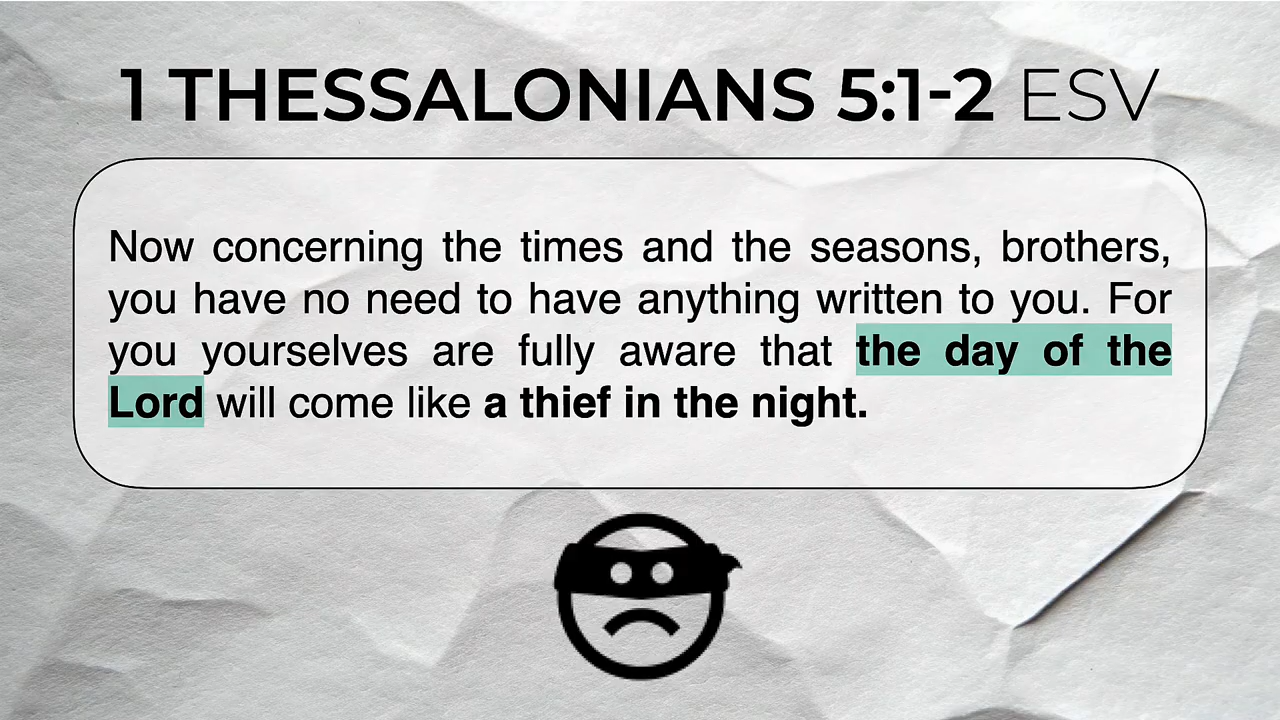 1 THESSALONIANS 5:1-2 ESV
Now concerning the times and the seasons, brothers,
you have no need to have anything written to you. For
you yourselves are fully aware that the day of the
Lord will come like a thief in the night.